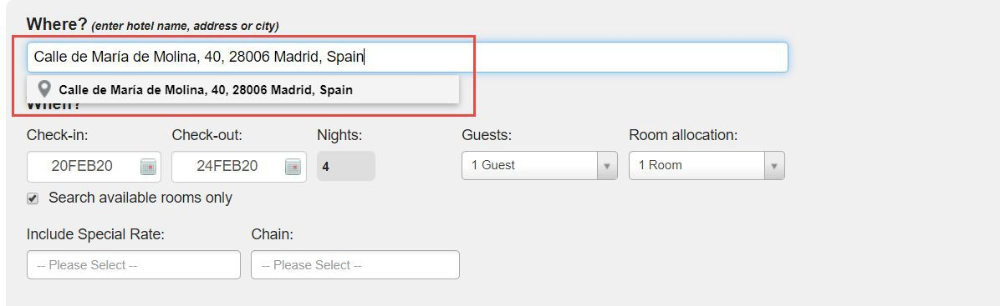 Where? (enter hotel name, address or city)
Calle de María de Molina, 40, 28006 Madrid, Spain
Calle de María de Molina, 40, 28006 Madrid, Spain
When?
Check-in: Check-out: Nights: Guests: Room allocation:
20FEB20 24FEB20 4 1 Guest 1 Room
Search available rooms only
Include Special Rate: Chain:
-- Please Select -- -- Please Select --